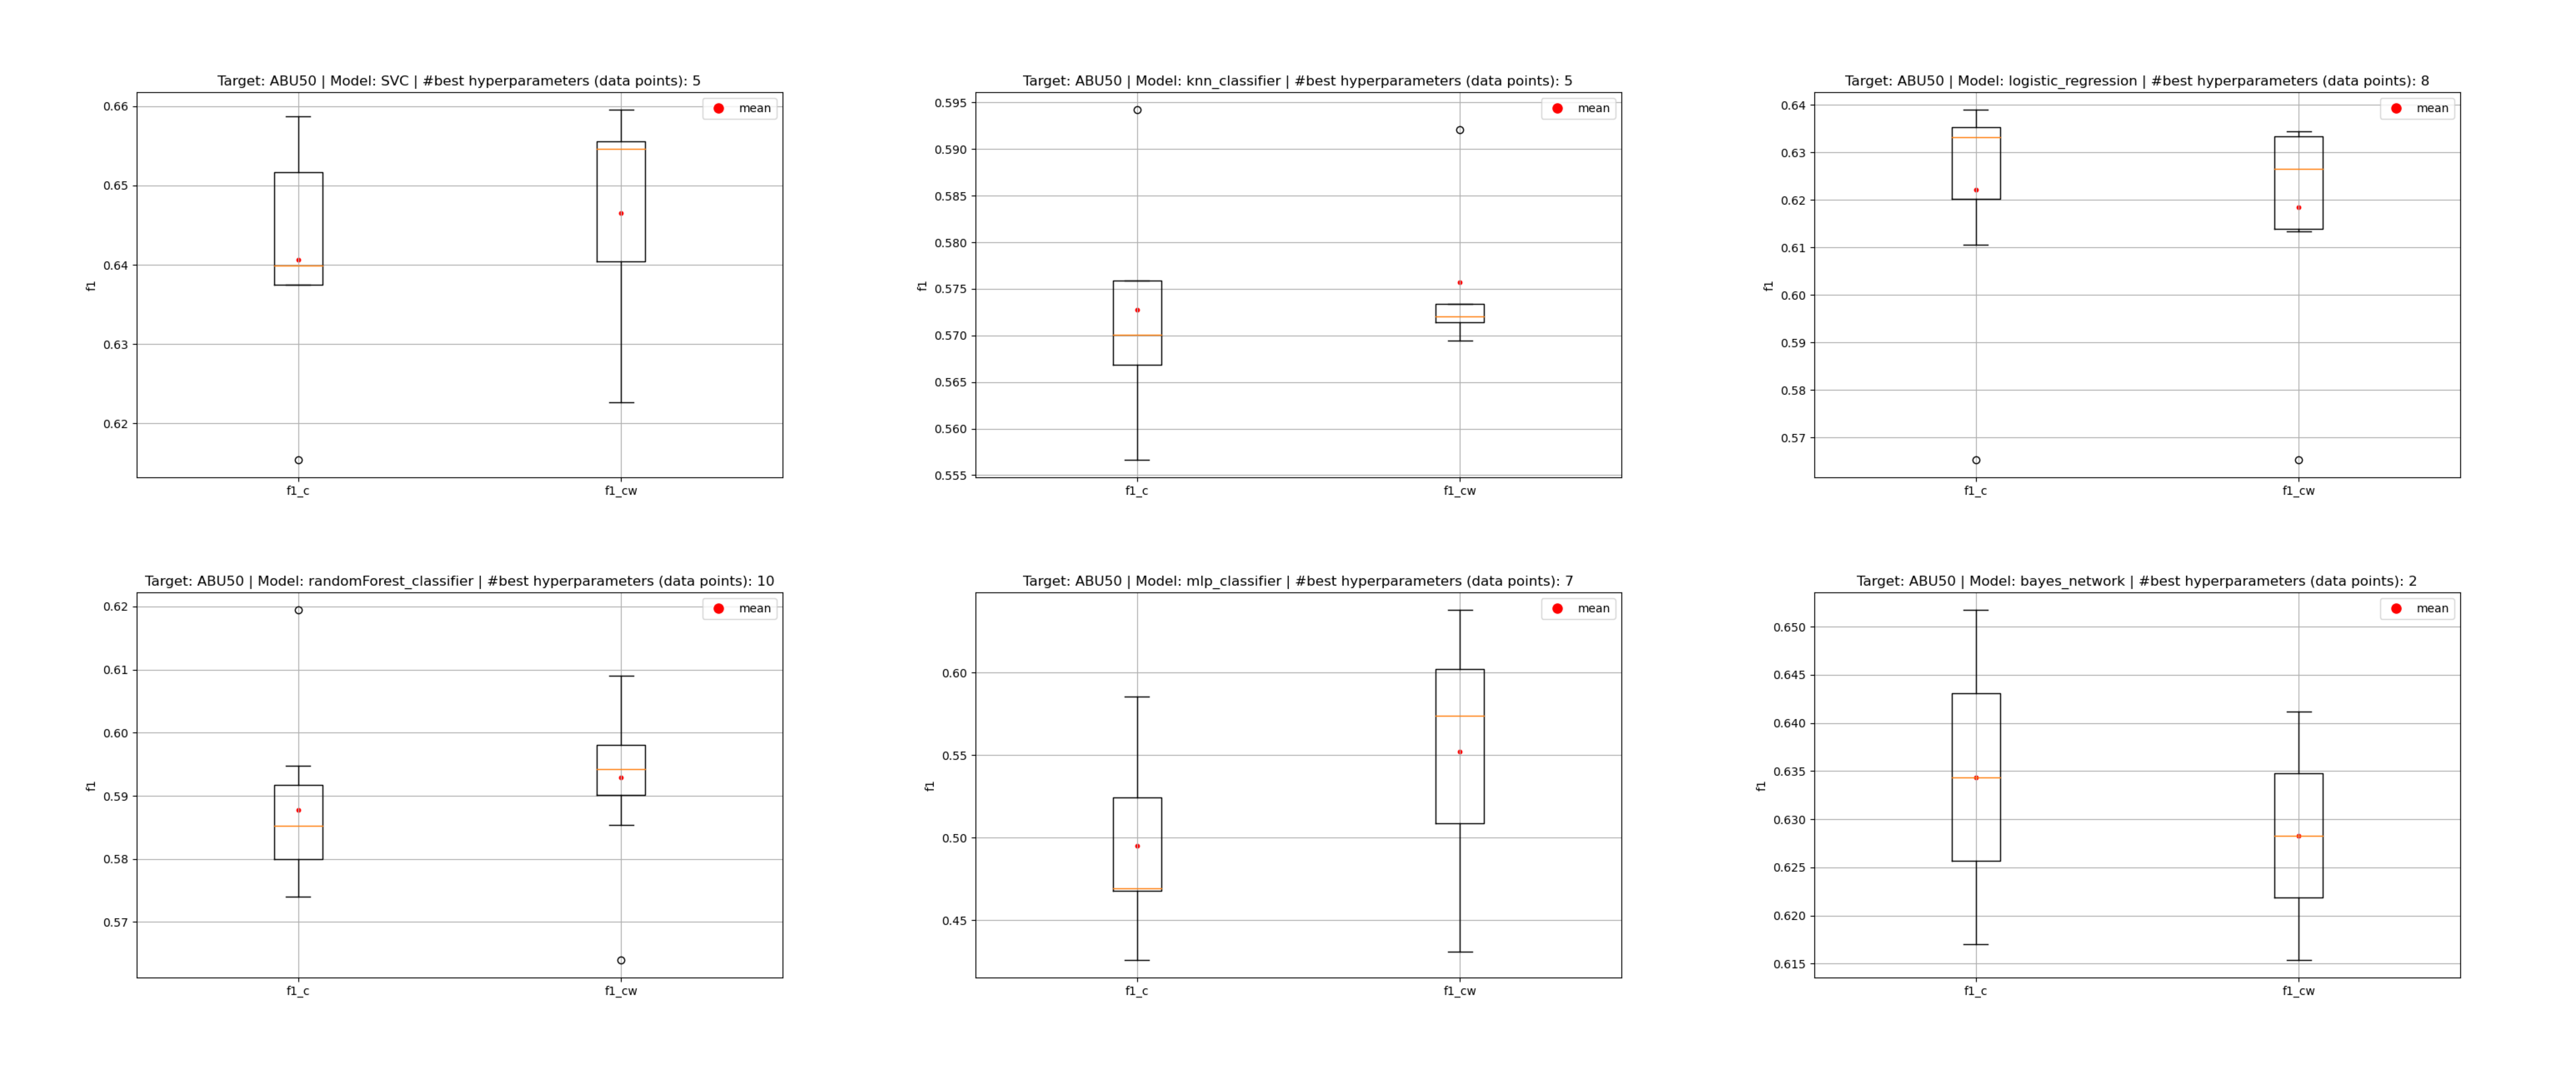 Target: ABU50 | Model: SVC | #best hyperparameters (data points): 5
mean
0.66
0.65
0.64
0.63
0.62
f1
f1_c
f1_cw
Target: ABU50 | Model: knn_classifier | #best hyperparameters (data points): 5
mean
0.595
0.590
0.585
0.580
0.575
0.570
0.565
0.560
0.555
f1
f1_c
f1_cw
Target: ABU50 | Model: logistic_regression | #best hyperparameters (data points): 8
mean
0.64
0.63
0.62
0.61
0.60
0.59
0.58
0.57
f1
f1_c
f1_cw
Target: ABU50 | Model: randomForest_classifier | #best hyperparameters (data points): 10
mean
0.62
0.61
0.60
0.59
0.58
0.57
f1
f1_c
f1_cw
Target: ABU50 | Model: mlp_classifier | #best hyperparameters (data points): 7
mean
0.60
0.55
0.50
0.45
f1
f1_c
f1_cw
Target: ABU50 | Model: bayes_network | #best hyperparameters (data points): 2
mean
0.650
0.645
0.640
0.635
0.630
0.625
0.620
0.615
f1
f1_c
f1_cw